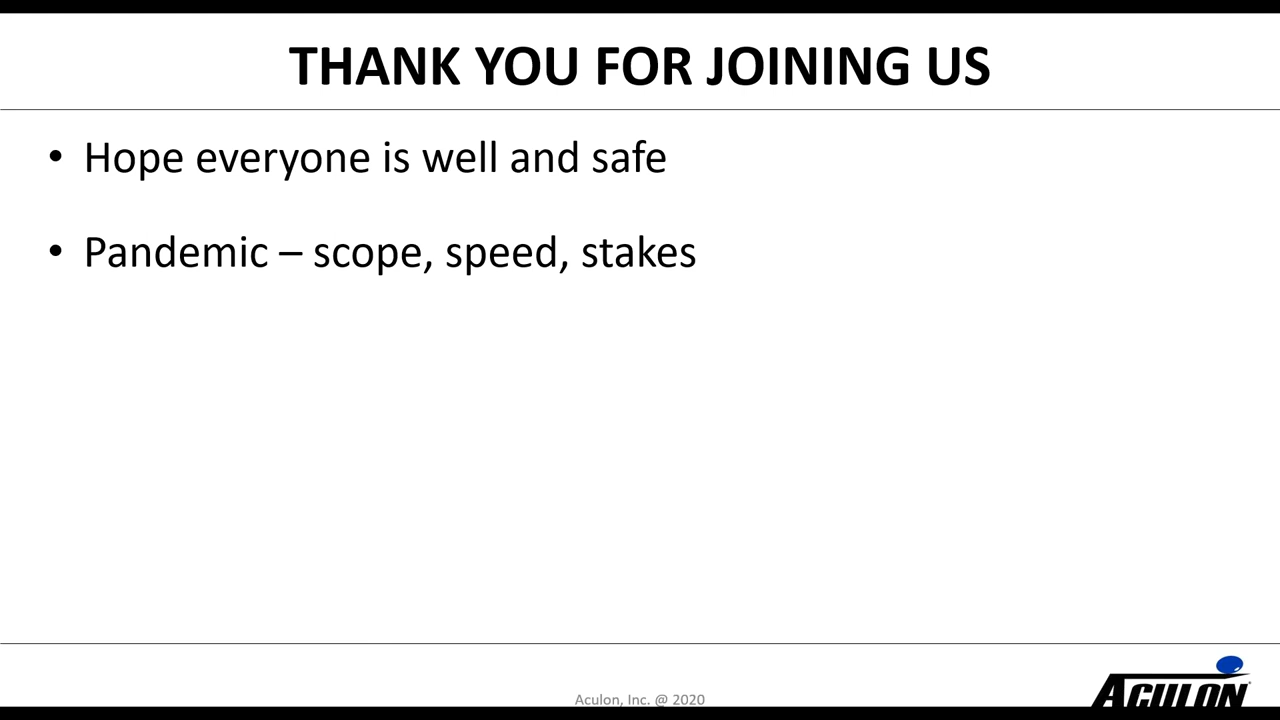 THANK YOU FOR JOINING US
• Hope everyone is well and safe
• Pandemic – scope, speed, stakes
Aculon, Inc. @ 2020
ACULON